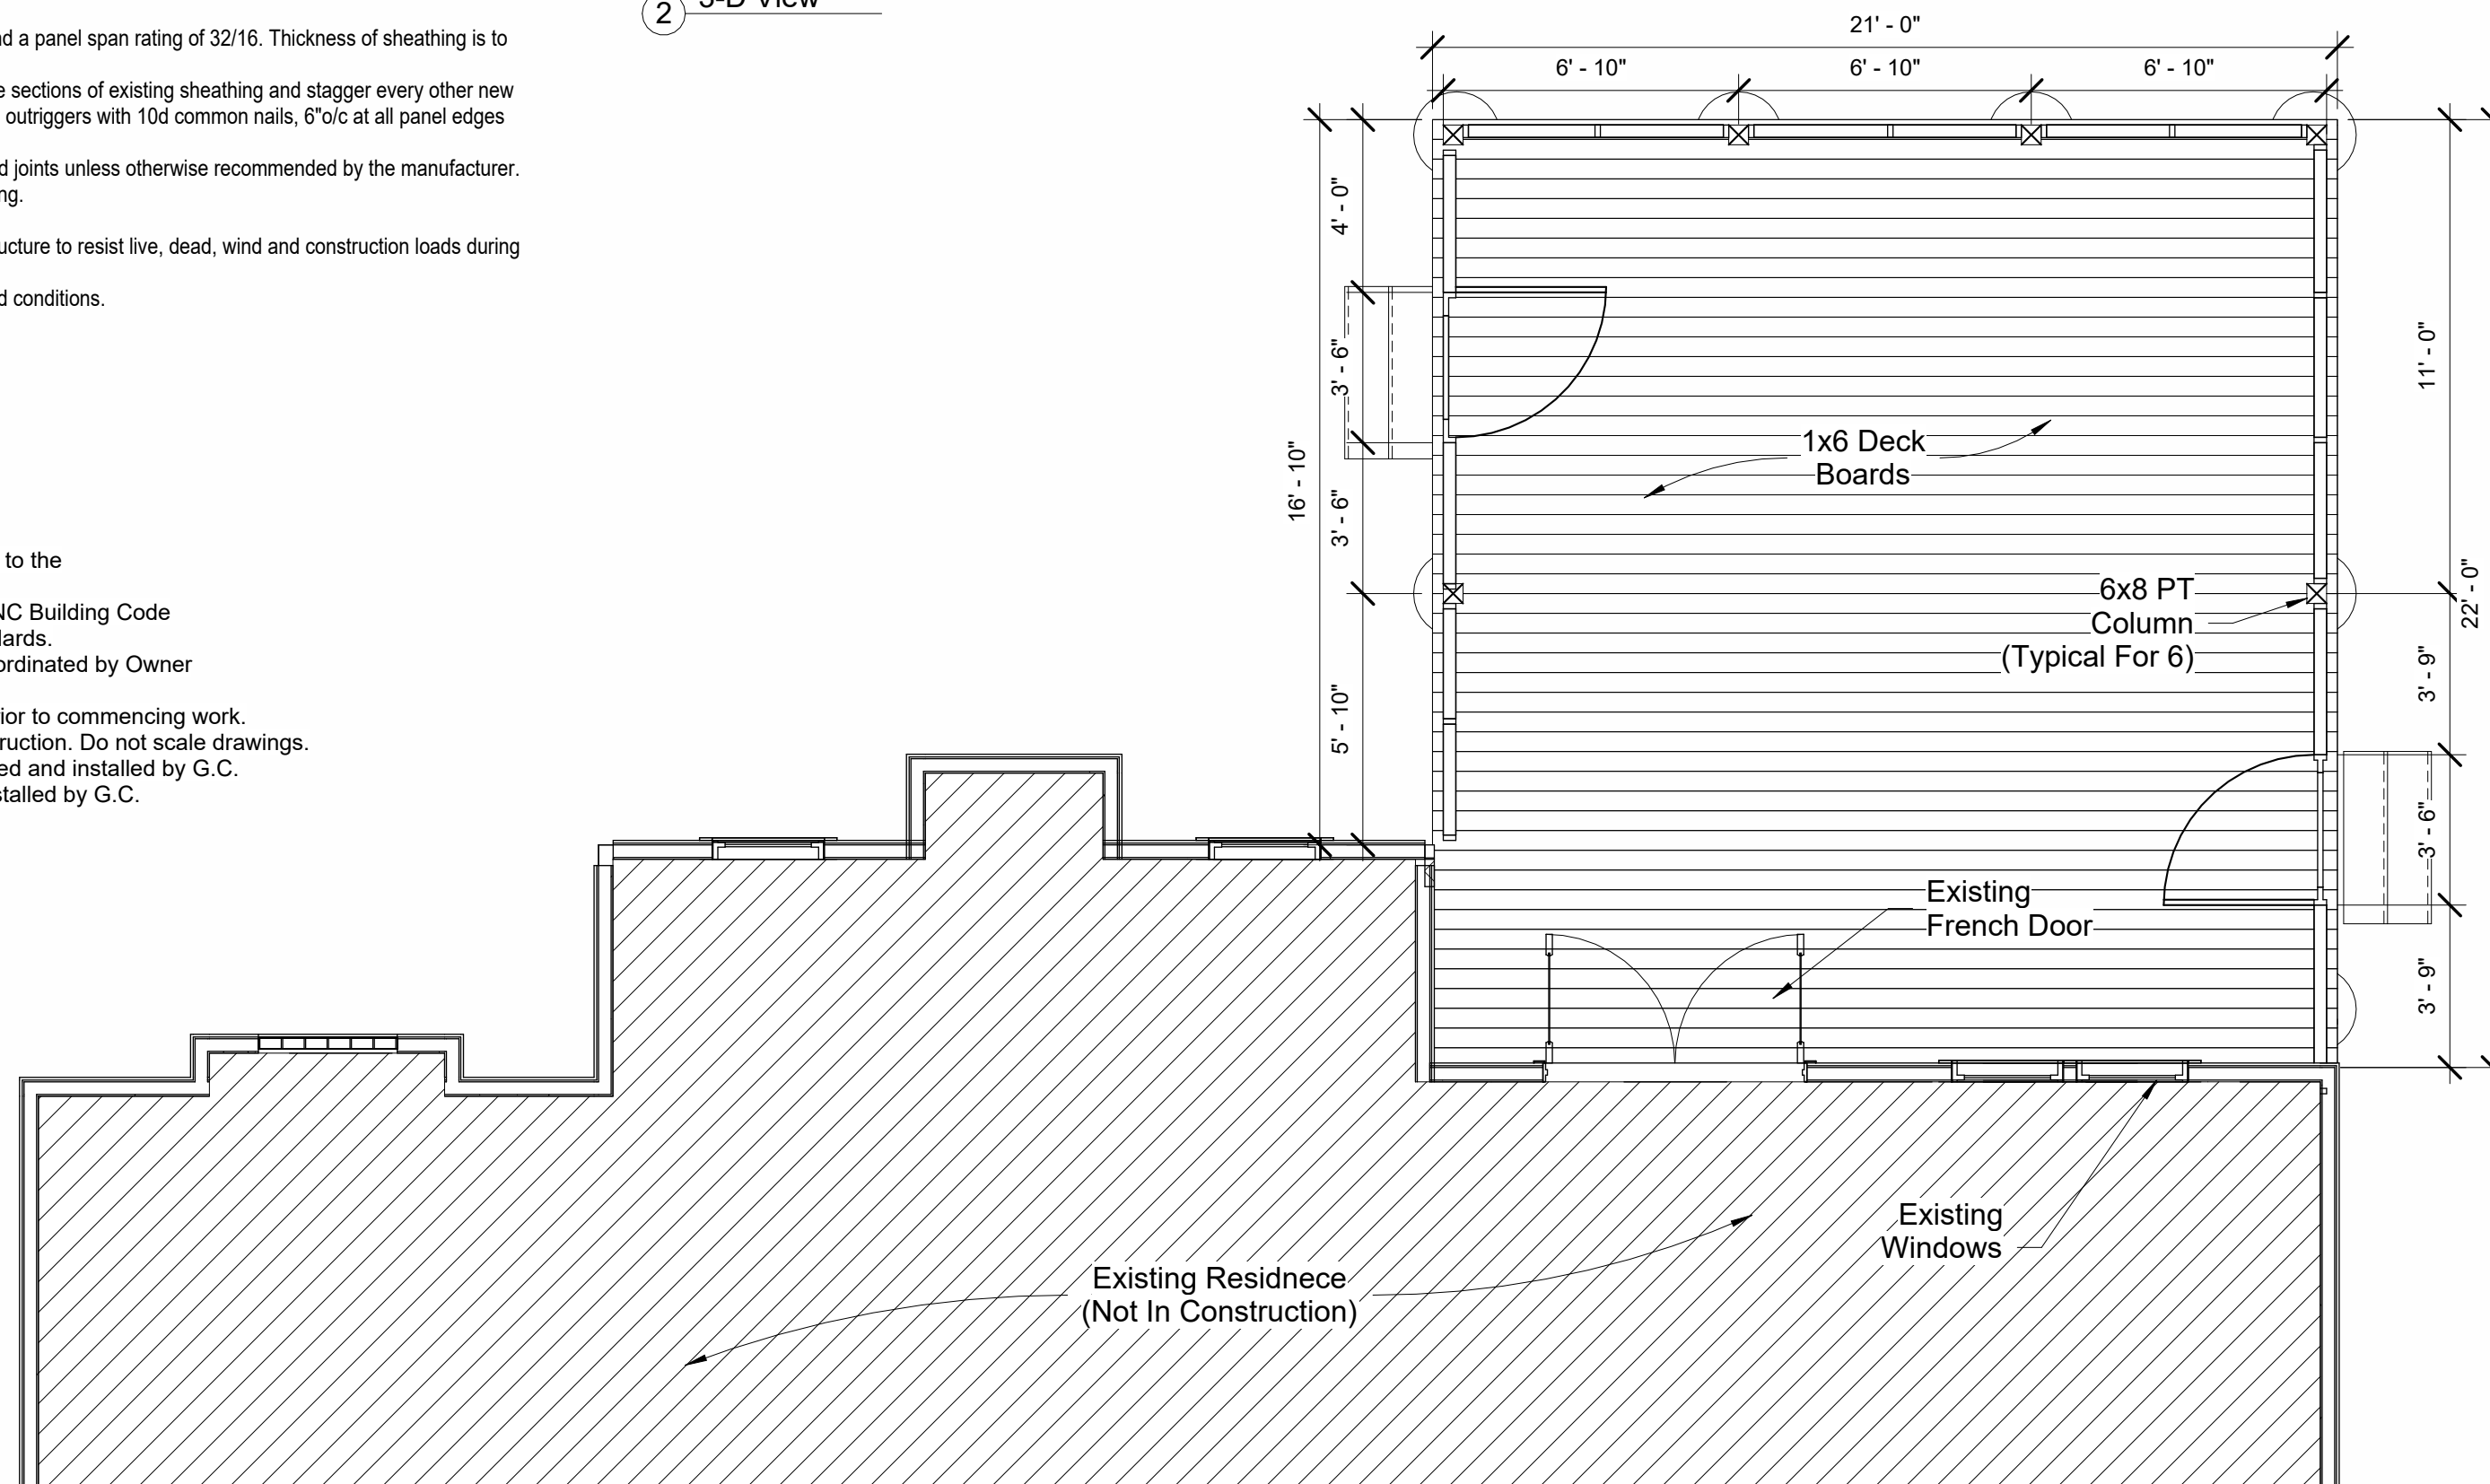 2
3-D View
nd a panel span rating of 32/16. Thickness of sheathing is to
e sections of existing sheathing and stagger every other new
outriggers with 10d common nails, 6"o/c at all panel edges
d joints unless otherwise recommended by the manufacturer.
ng.
ucture to resist live, dead, wind and construction loads during
d conditions.
to the
NC Building Code
dards.
ordinated by Owner
ior to commencing work.
ruction. Do not scale drawings.
ed and installed by G.C.
stalled by G.C.
21' - 0"
6' - 10"
6' - 10"
6' - 10"
4' - 0"
3' - 6"
3' - 6"
5' - 10"
16' - 10"
11' - 0"
3' - 9"
3' - 6"
3' - 9"
22' - 0"
1x6 Deck
Boards
6x8 PT
Column
(Typical For 6)
Existing
French Door
Existing
Windows
Existing Residnece
(Not In Construction)